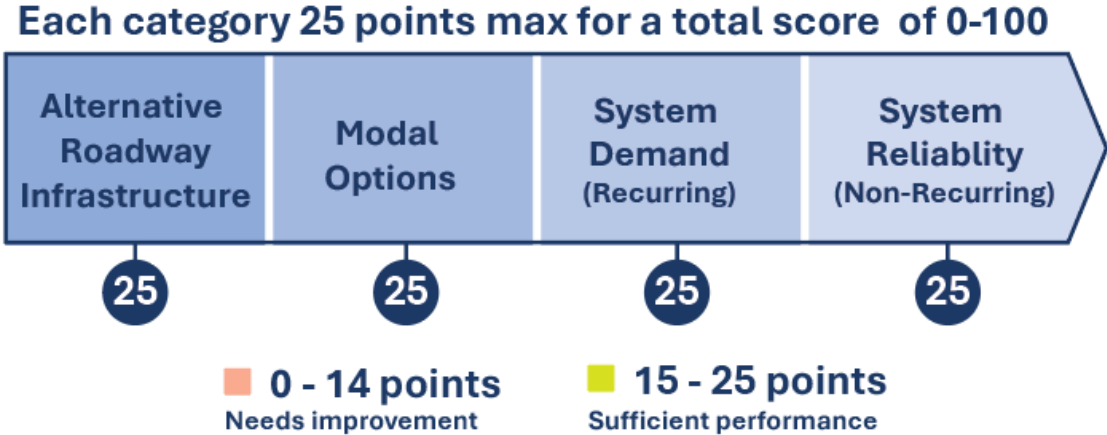 Each category 25 points max for a total score of 0-100
Alternative
Roadway
Infrastructure
Modal
Options
System
Demand
(Recurring)
System
Reliablity
(Non-Recurring)
25
25
25
25
0 - 14 points
Needs improvement
15 - 25 points
Sufficient performance